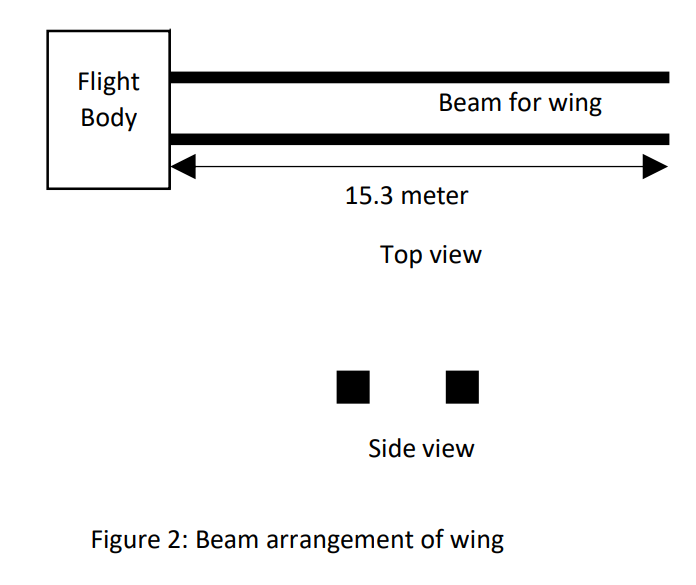 Flight
Body
Beam for wing
15.3 meter
Top view
Side view
Figure 2: Beam arrangement of wing